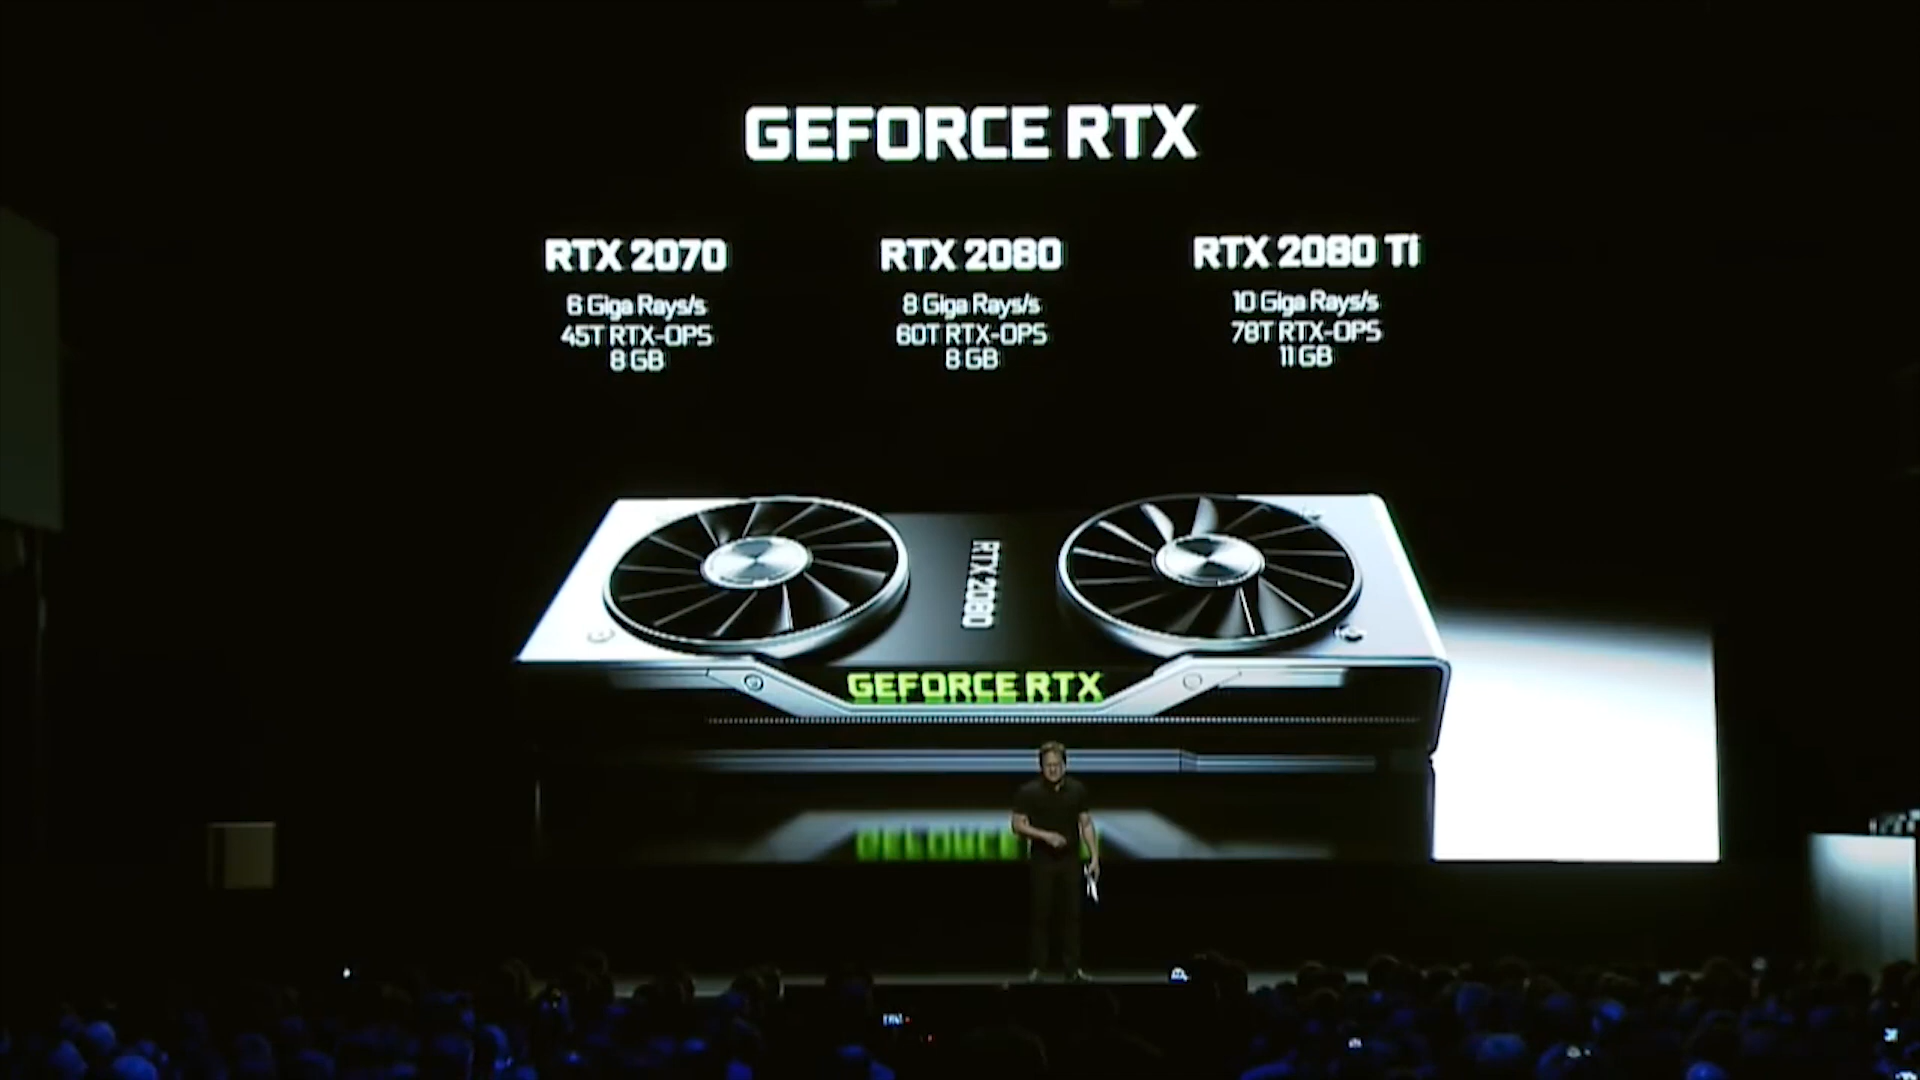 GEFORCE RTX
RTX 2070
6 Giga Rays/s
45T RTX-OPS
8 GB
RTX 2080
8 Giga Rays/s
60T RTX-OPS
8 GB
RTX 2080 Ti
10 Giga Rays/s
78T RTX-OPS
11 GB
RTX 2080
GEFORCE RTX